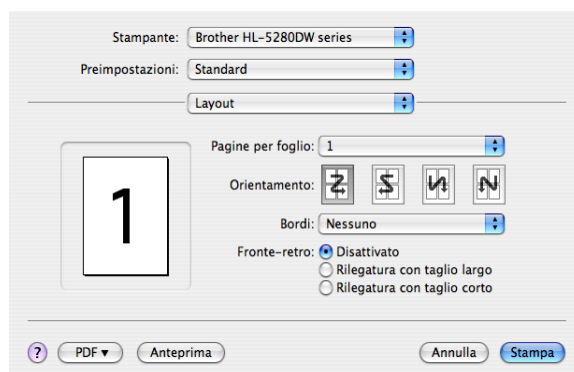 Stampante: Brother HL-5280DW series
Preimpostazioni: Standard
Layout
Pagine per foglio: 1
1
Orientamento:
Bordi: Nessuno
Fronte-retro: Disattivato
Rilegatura con taglio largo
Rilegatura con taglio corto
? PDF▼ Anteprima Annulla Stampa